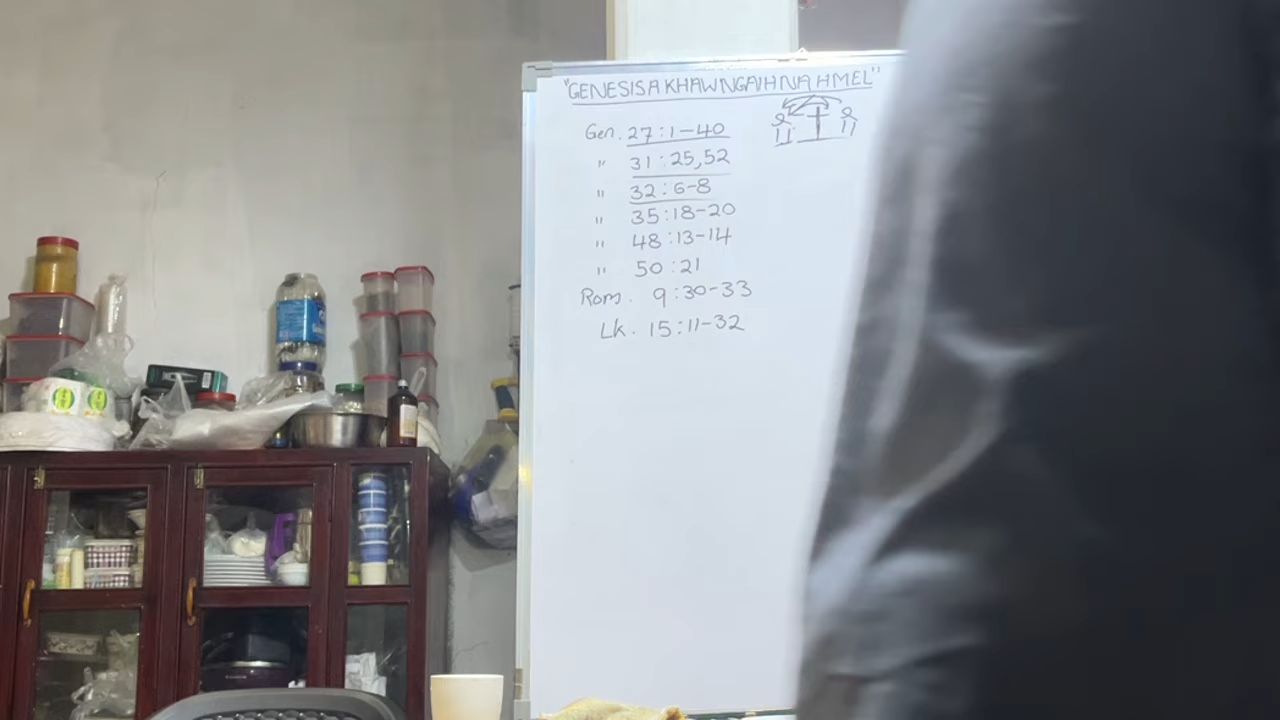 "GENESIS A KHAWNGAIHNA HMEL"
Gen. 27:1-40
" 31:25,52
" 32:6-8
" 35:18-20
" 48:13-14
" 50:21
Rom. 9:30-33
Lk. 15:11-32